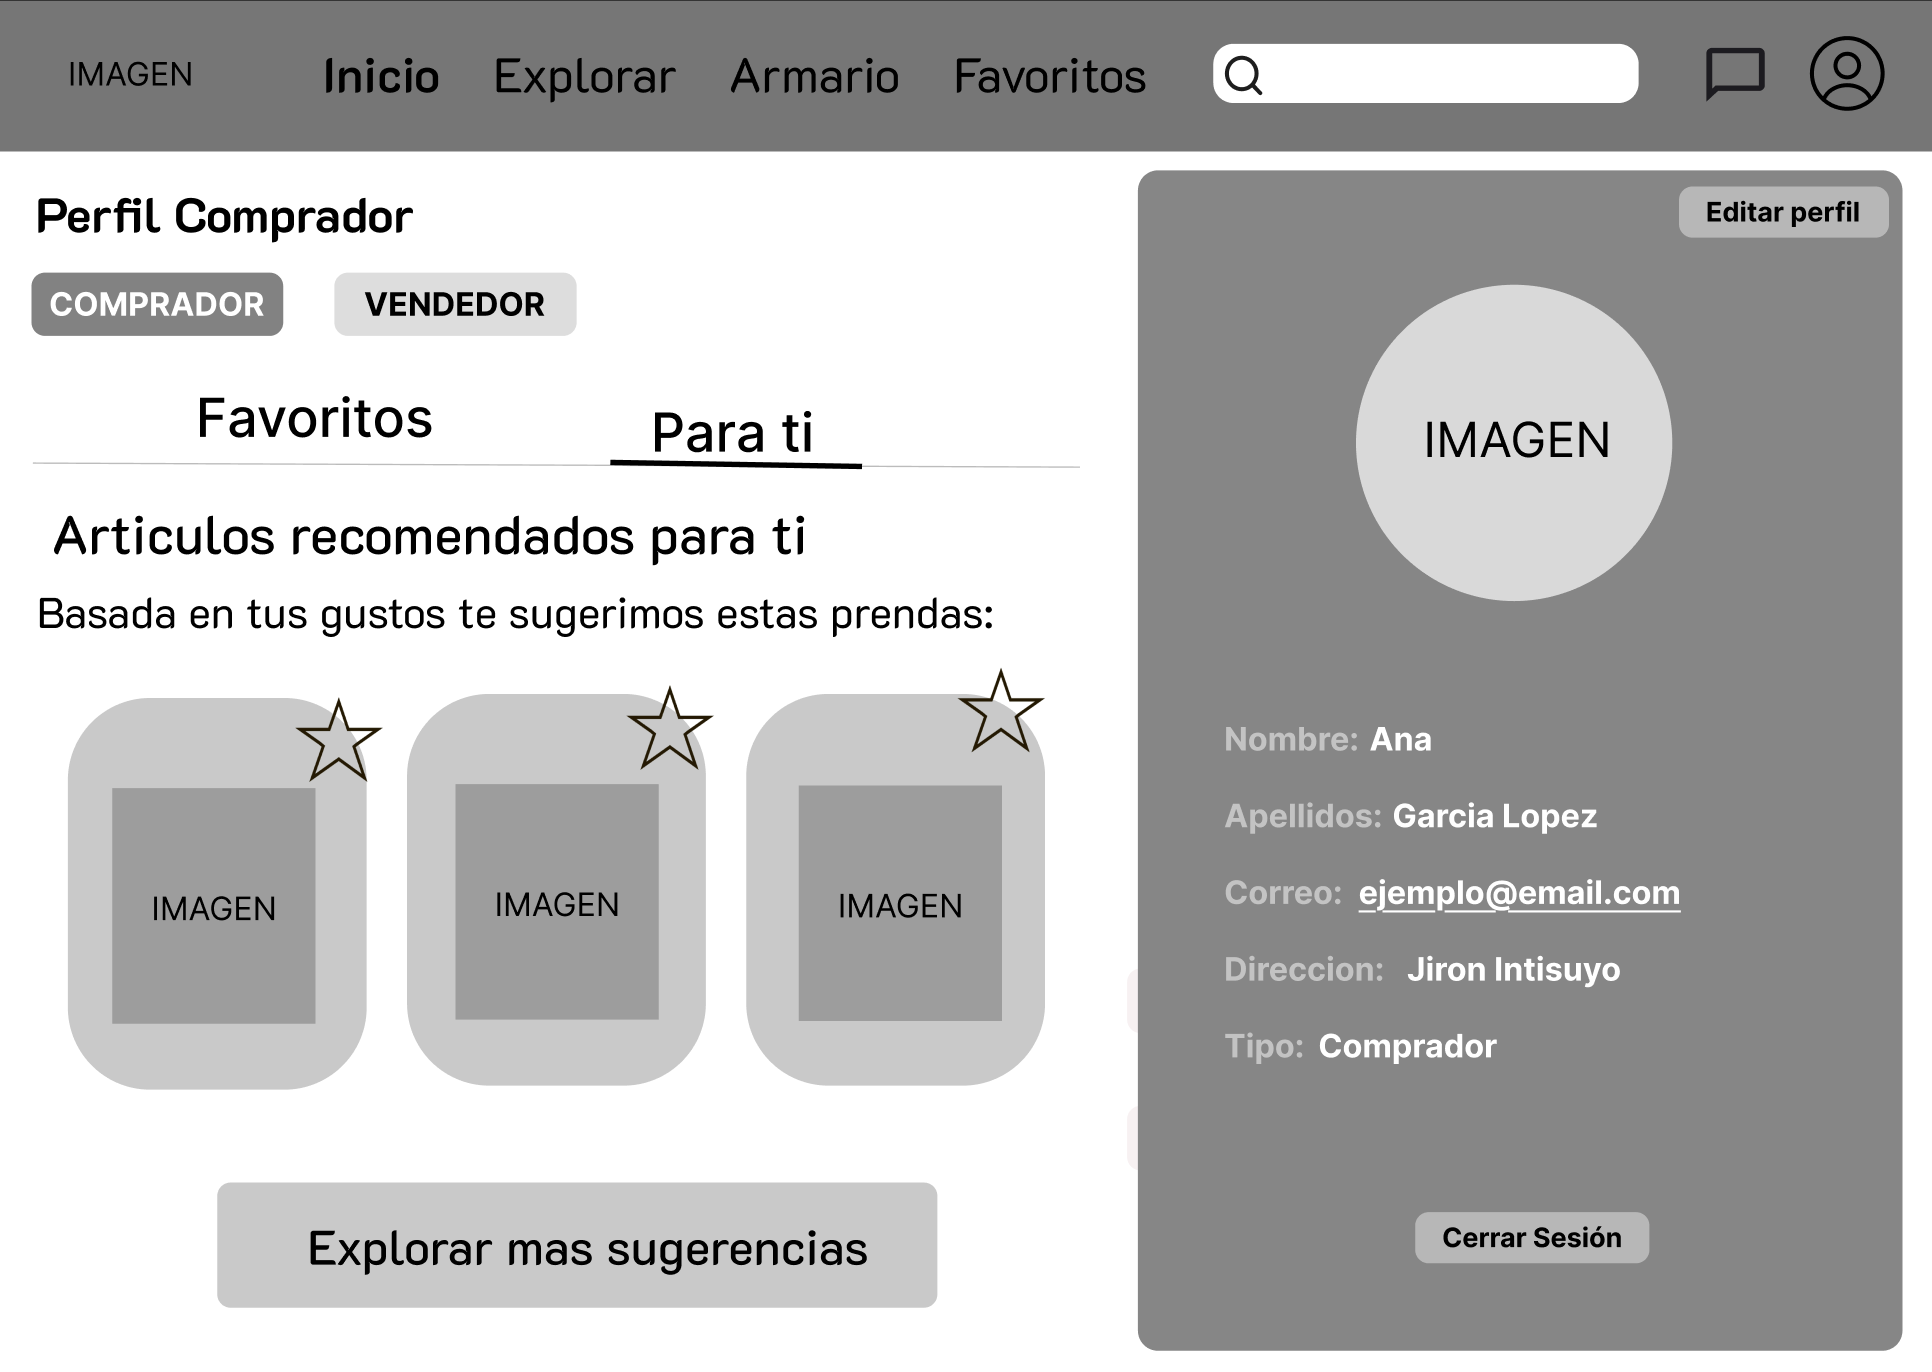 IMAGEN Inicio Explorar Armario Favoritos
Perfil Comprador
COMPRADOR VENDEDOR
Favoritos Para ti
Articulos recomendados para ti
Basada en tus gustos te sugerimos estas prendas:
IMAGEN IMAGEN IMAGEN
Explorar mas sugerencias
Editar perfil
IMAGEN
Nombre: Ana
Apellidos: Garcia Lopez
Correo: ejemplo@email.com
Direccion: Jiron Intisuyo
Tipo: Comprador
Cerrar Sesión